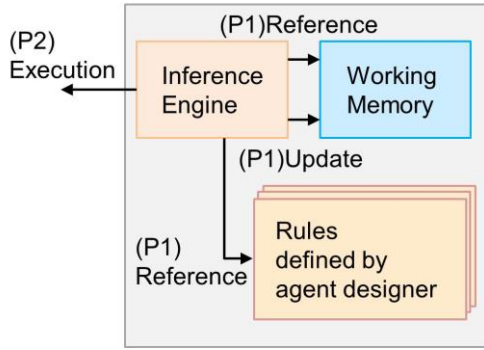 (P1)Reference
(P2)
Execution
Inference
Engine
Working
Memory
(P1)Update
(P1)
Reference
Rules
defined by
agent designer